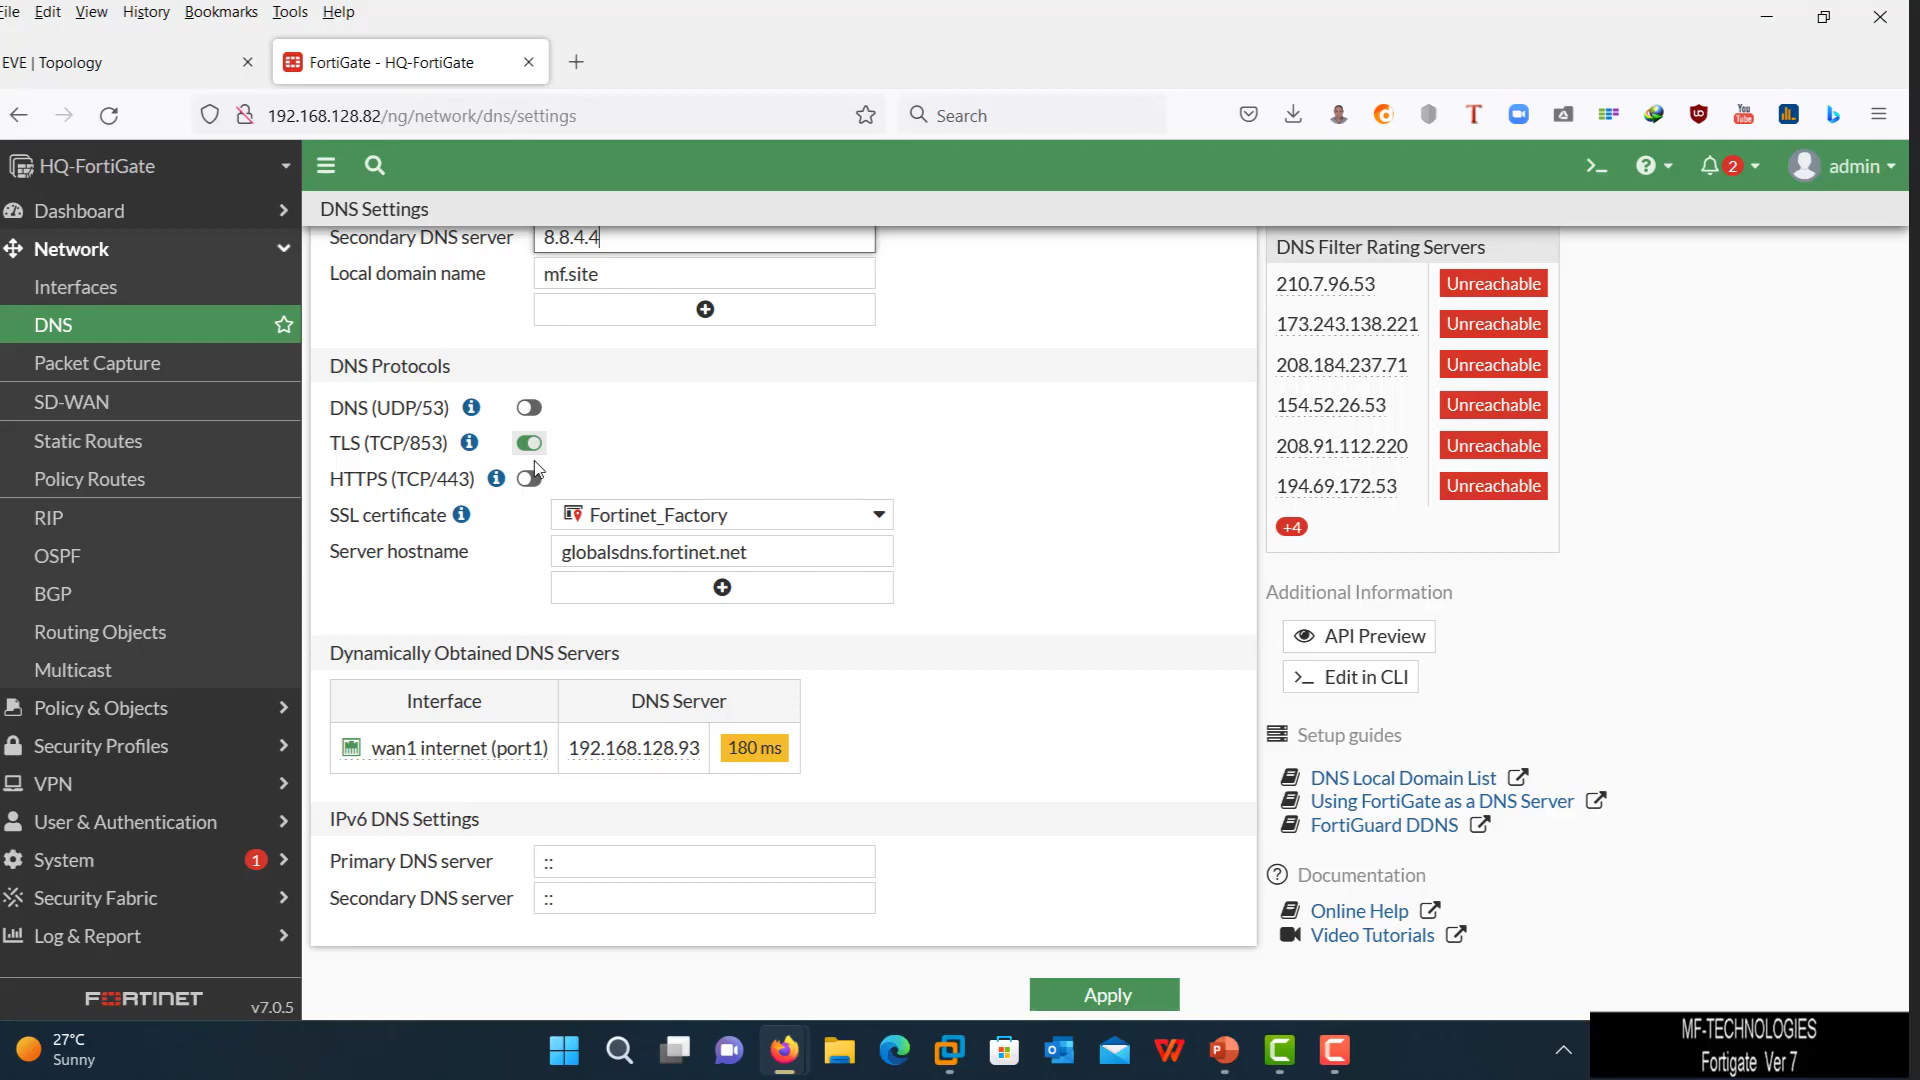 File Edit View History Bookmarks Tools Help
EVE | Topology
FortiGate - HQ-FortiGate
192.168.128.82/ng/network/dns/settings
Search
HQ-FortiGate
2
admin
Dashboard
DNS Settings
Network
Interfaces
DNS
Packet Capture
SD-WAN
Static Routes
Policy Routes
RIP
OSPF
BGP
Routing Objects
Multicast
Policy & Objects
Security Profiles
VPN
User & Authentication
System 1
Security Fabric
Log & Report
FORTINET v7.0.5
Secondary DNS server 8.8.4.4
Local domain name mf.site
DNS Protocols
DNS (UDP/53)
TLS (TCP/853)
HTTPS (TCP/443)
SSL certificate Fortinet_Factory
Server hostname globalsdns.fortinet.net
Dynamically Obtained DNS Servers
Interface DNS Server
wan1 internet (port1) 192.168.128.93 180 ms
IPv6 DNS Settings
Primary DNS server ::
Secondary DNS server ::
Apply
DNS Filter Rating Servers
210.7.96.53 Unreachable
173.243.138.221 Unreachable
208.184.237.71 Unreachable
154.52.26.53 Unreachable
208.91.112.220 Unreachable
194.69.172.53 Unreachable
+4
Additional Information
API Preview
>_ Edit in CLI
Setup guides
DNS Local Domain List
Using FortiGate as a DNS Server
FortiGuard DDNS
Documentation
Online Help
Video Tutorials
27°C
Sunny
MF-TECHNOLOGIES
Fortigate Ver 7